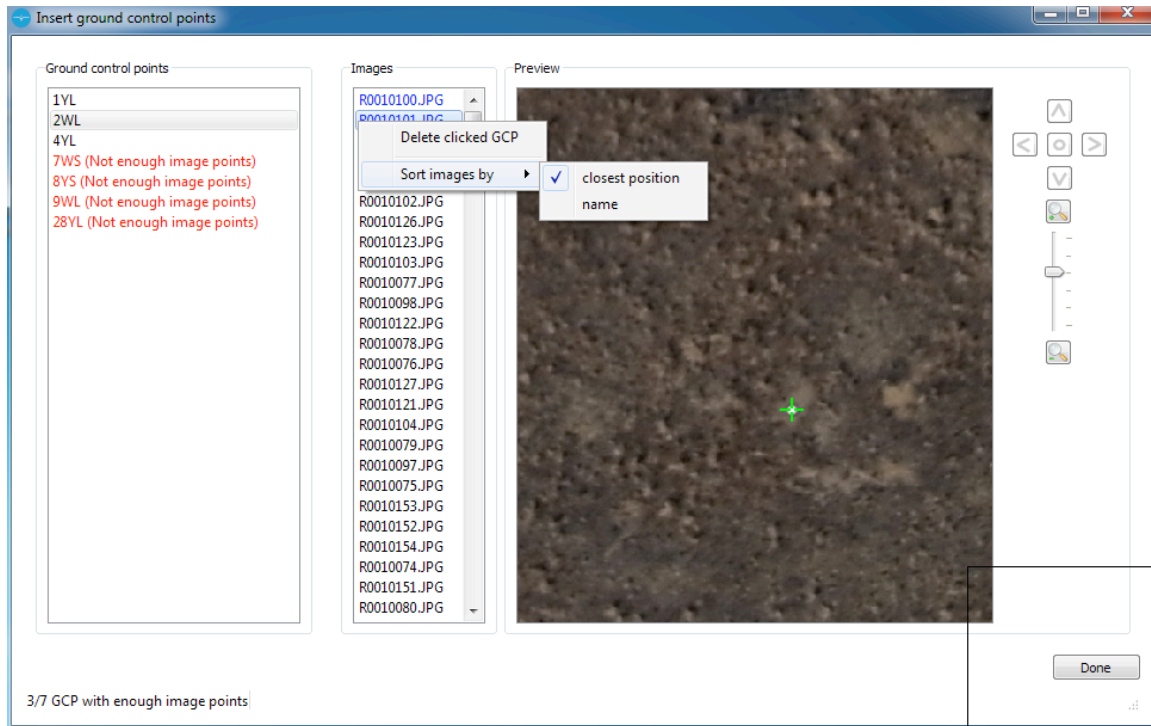 Insert ground control points
Ground control points
1YL
2WL
4YL
7WS (Not enough image points)
8YS (Not enough image points)
9WL (Not enough image points)
28YL (Not enough image points)
Images
R0010100.JPG
R0010101.JPG
Delete clicked GCP
Sort images by
closest position
name
R0010102.JPG
R0010126.JPG
R0010123.JPG
R0010103.JPG
R0010077.JPG
R0010098.JPG
R0010122.JPG
R0010078.JPG
R0010076.JPG
R0010127.JPG
R0010121.JPG
R0010104.JPG
R0010079.JPG
R0010097.JPG
R0010075.JPG
R0010153.JPG
R0010152.JPG
R0010154.JPG
R0010074.JPG
R0010151.JPG
R0010080.JPG
Preview
Done
3/7 GCP with enough image points